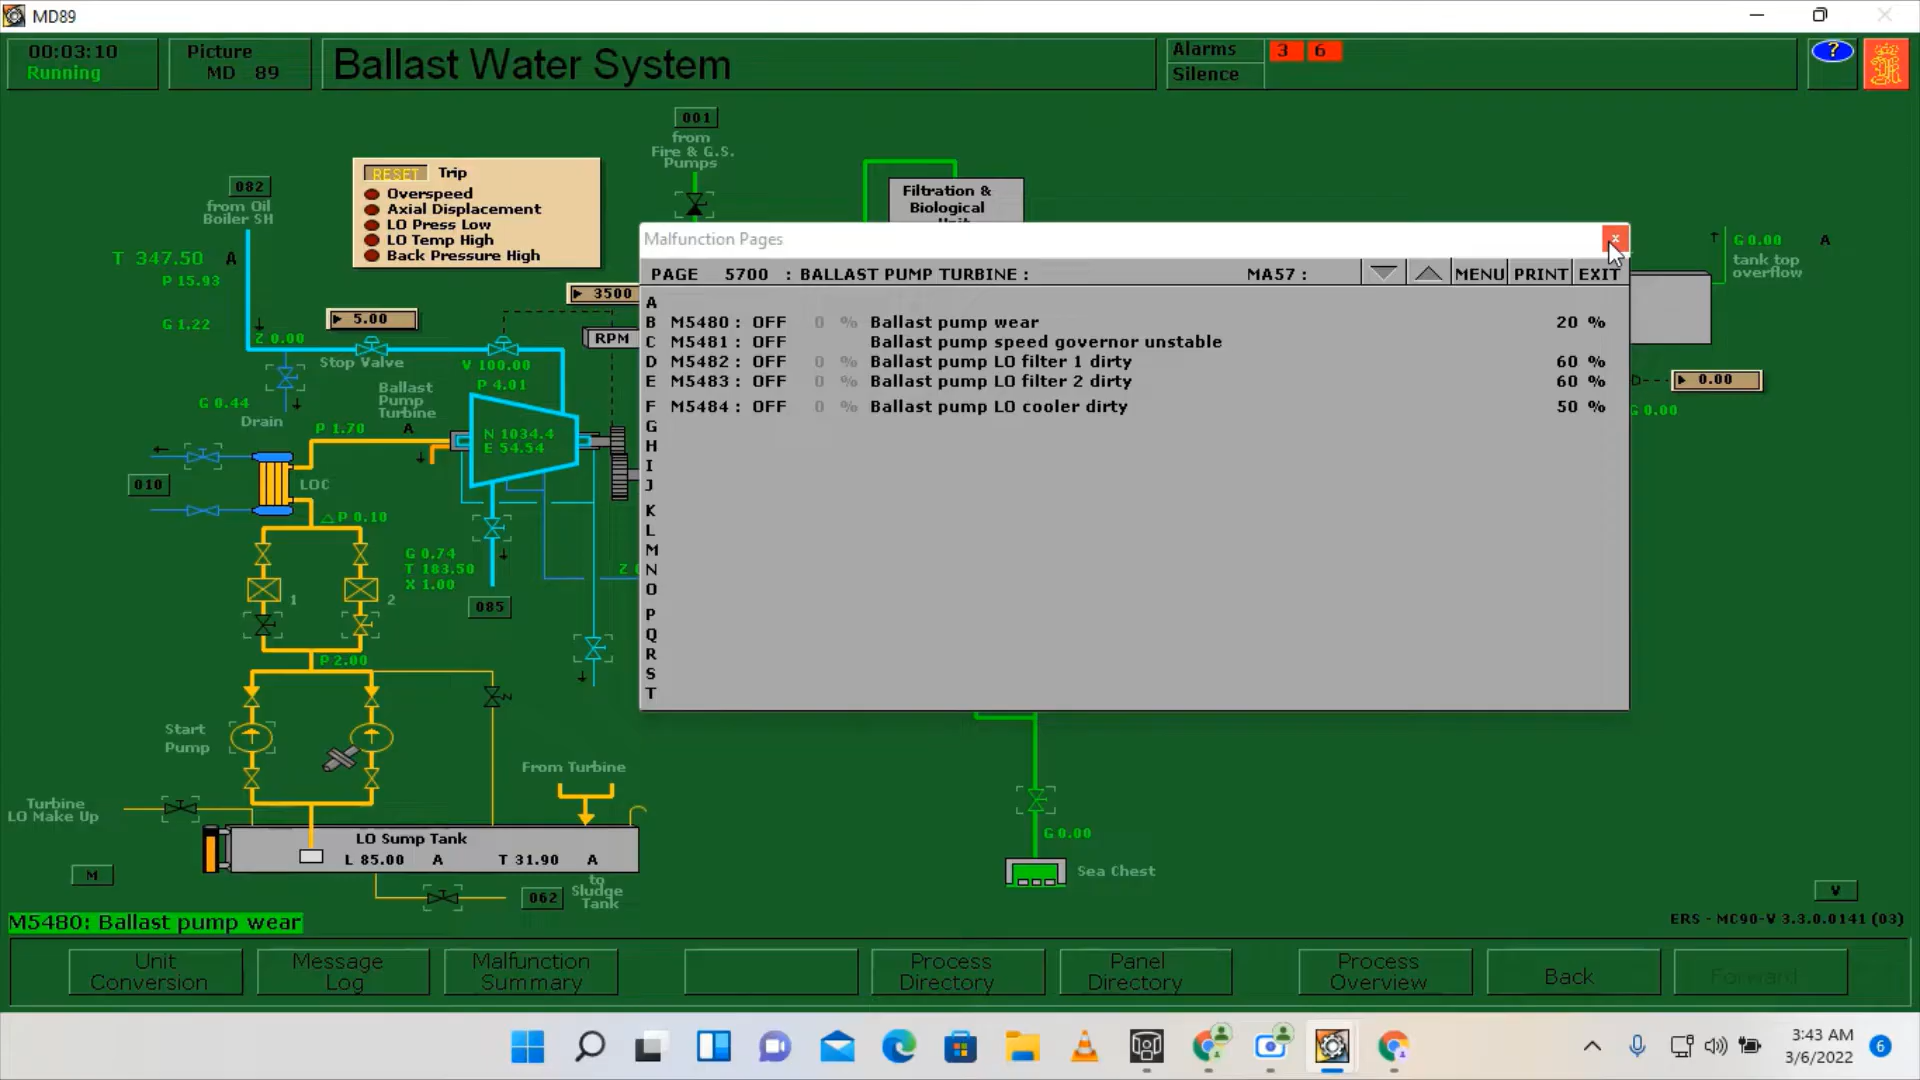 MD89
00:03:10
Running
Picture
MD 89
Ballast Water System
Alarms
Silence
3 6
?
001
from
Fire & G.S.
Pumps
082
from Oil
Boiler SH
RESET Trip
Overspeed
Axial Displacement
LO Press Low
LO Temp High
Back Pressure High
Filtration &
Biological
T 347.50 A
P 15.93
G 1.22
Z 0.00
5.00
Stop Valve
V 100.00
P 4.01
3500
RPM
Ballast
Pump
Turbine
G 0.44
Drain
P 1.70
A
N 1034.4
E 54.54
010
LOC
△P 0.10
G 0.74
T 183.50
X 1.00
085
1
2
P 2.00
Start
Pump
From Turbine
Turbine
LO Make Up
LO Sump Tank
L 85.00 A T 31.90 A
to
Sludge
Tank
062
M
M5480: Ballast pump wear
Malfunction Pages
x
PAGE 5700 : BALLAST PUMP TURBINE : MA57 : MENU PRINT EXIT
A
B M5480 : OFF 0 % Ballast pump wear 20 %
C M5481 : OFF Ballast pump speed governor unstable
D M5482 : OFF 0 % Ballast pump LO filter 1 dirty 60 %
E M5483 : OFF 0 % Ballast pump LO filter 2 dirty 60 %
F M5484 : OFF 0 % Ballast pump LO cooler dirty 50 %
G
H
I
J
K
L
M
N
O
P
Q
R
S
T
G 0.00 A
tank top
overflow
D
0.00
G 0.00
G 0.00
Sea Chest
V
ERS - MC90-V 3.3.0.0141 (03)
Unit
Conversion
Message
Log
Malfunction
Summary
Process
Directory
Panel
Directory
Process
Overview
Back
Forward
3:43 AM
3/6/2022
6